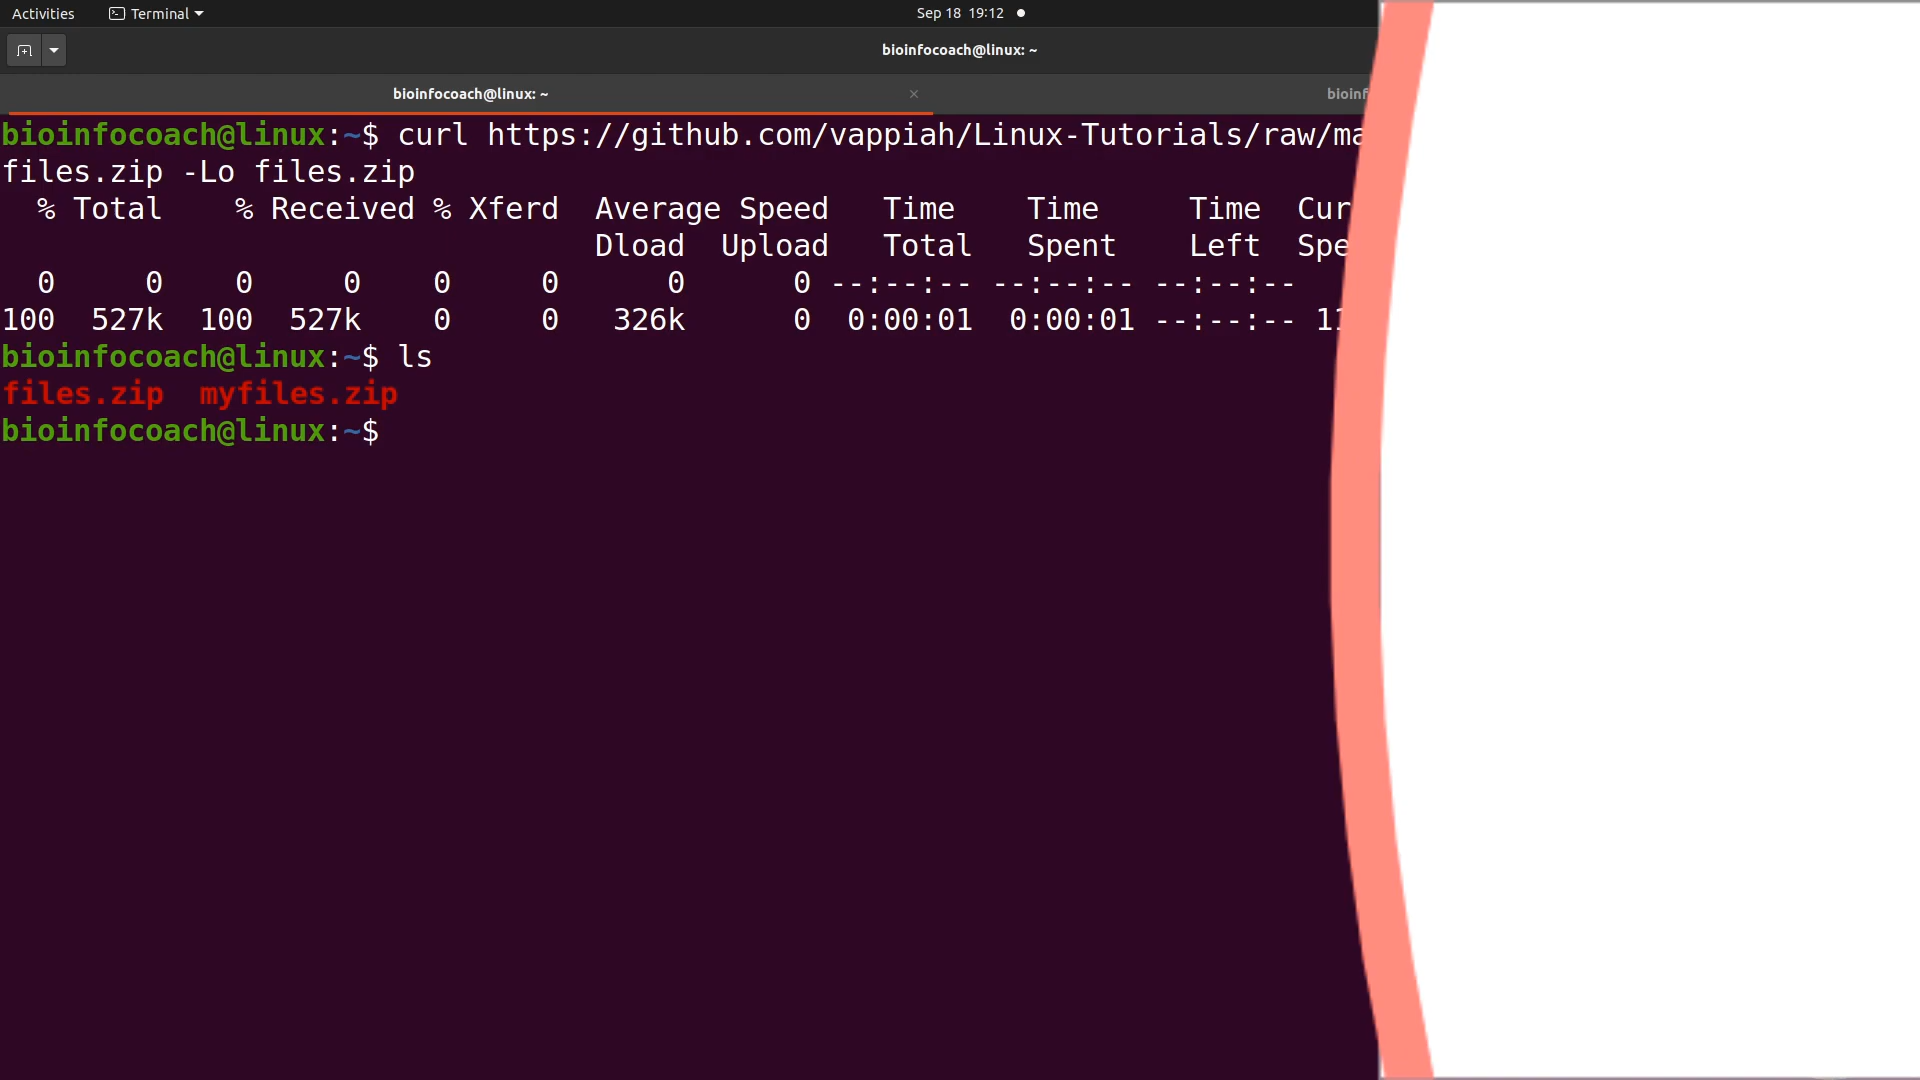 Activities Terminal Sep 18 19:12
bioinfocoach@linux: ~
bioinfocoach@linux: ~ ×
bioinfocoach@linux:~$ curl https://github.com/vappiah/Linux-Tutorials/raw/ma
files.zip -Lo files.zip
% Total % Received % Xferd Average Speed Time Time Time
Dload Upload Total Spent Left
0 0 0 0 0 0 0 0 --:--:-- --:--:-- --:--:--
100 527k 100 527k 0 0 326k 0 0:00:01 0:00:01 --:--:--
bioinfocoach@linux:~$ ls
files.zip myfiles.zip
bioinfocoach@linux:~$